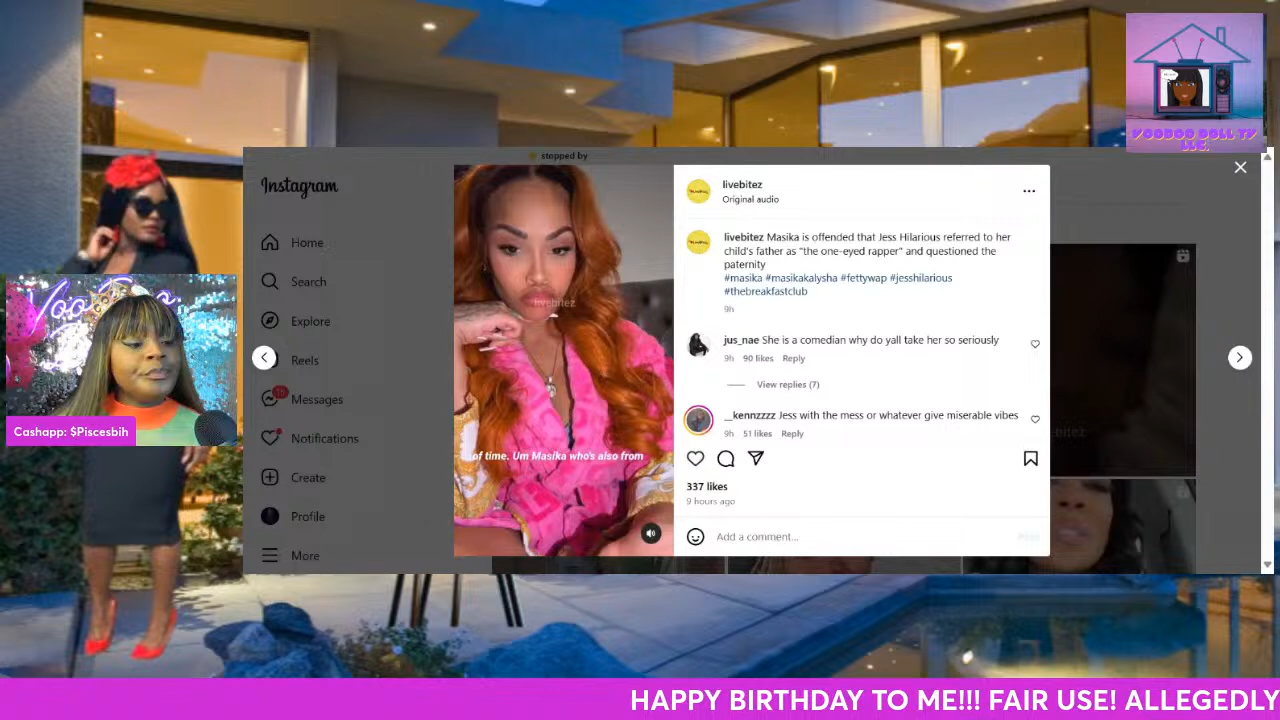 VOODOO DOLL TV
LLC.
stopped by
Instagram
Home
Search
Explore
Reels
Messages
Notifications
Create
Profile
More
VooDoo
Cashapp: $Piscesbih
livebitez
of time. Um Masika who's also from
livebitez
Original audio
livebitez Masika is offended that Jess Hilarious referred to her
child's father as “the one-eyed rapper” and questioned the
paternity
#masika #masikakalysha #fettywap #jesshilarious
#thebreakfastclub
9h
jus_nae She is a comedian why do yall take her so seriously
9h 90 likes Reply
View replies (7)
__kennzzzz Jess with the mess or whatever give miserable vibes
9h 51 likes Reply
337 likes
9 hours ago
Add a comment...
Post
HAPPY BIRTHDAY TO ME!!! FAIR USE! ALLEGEDLY